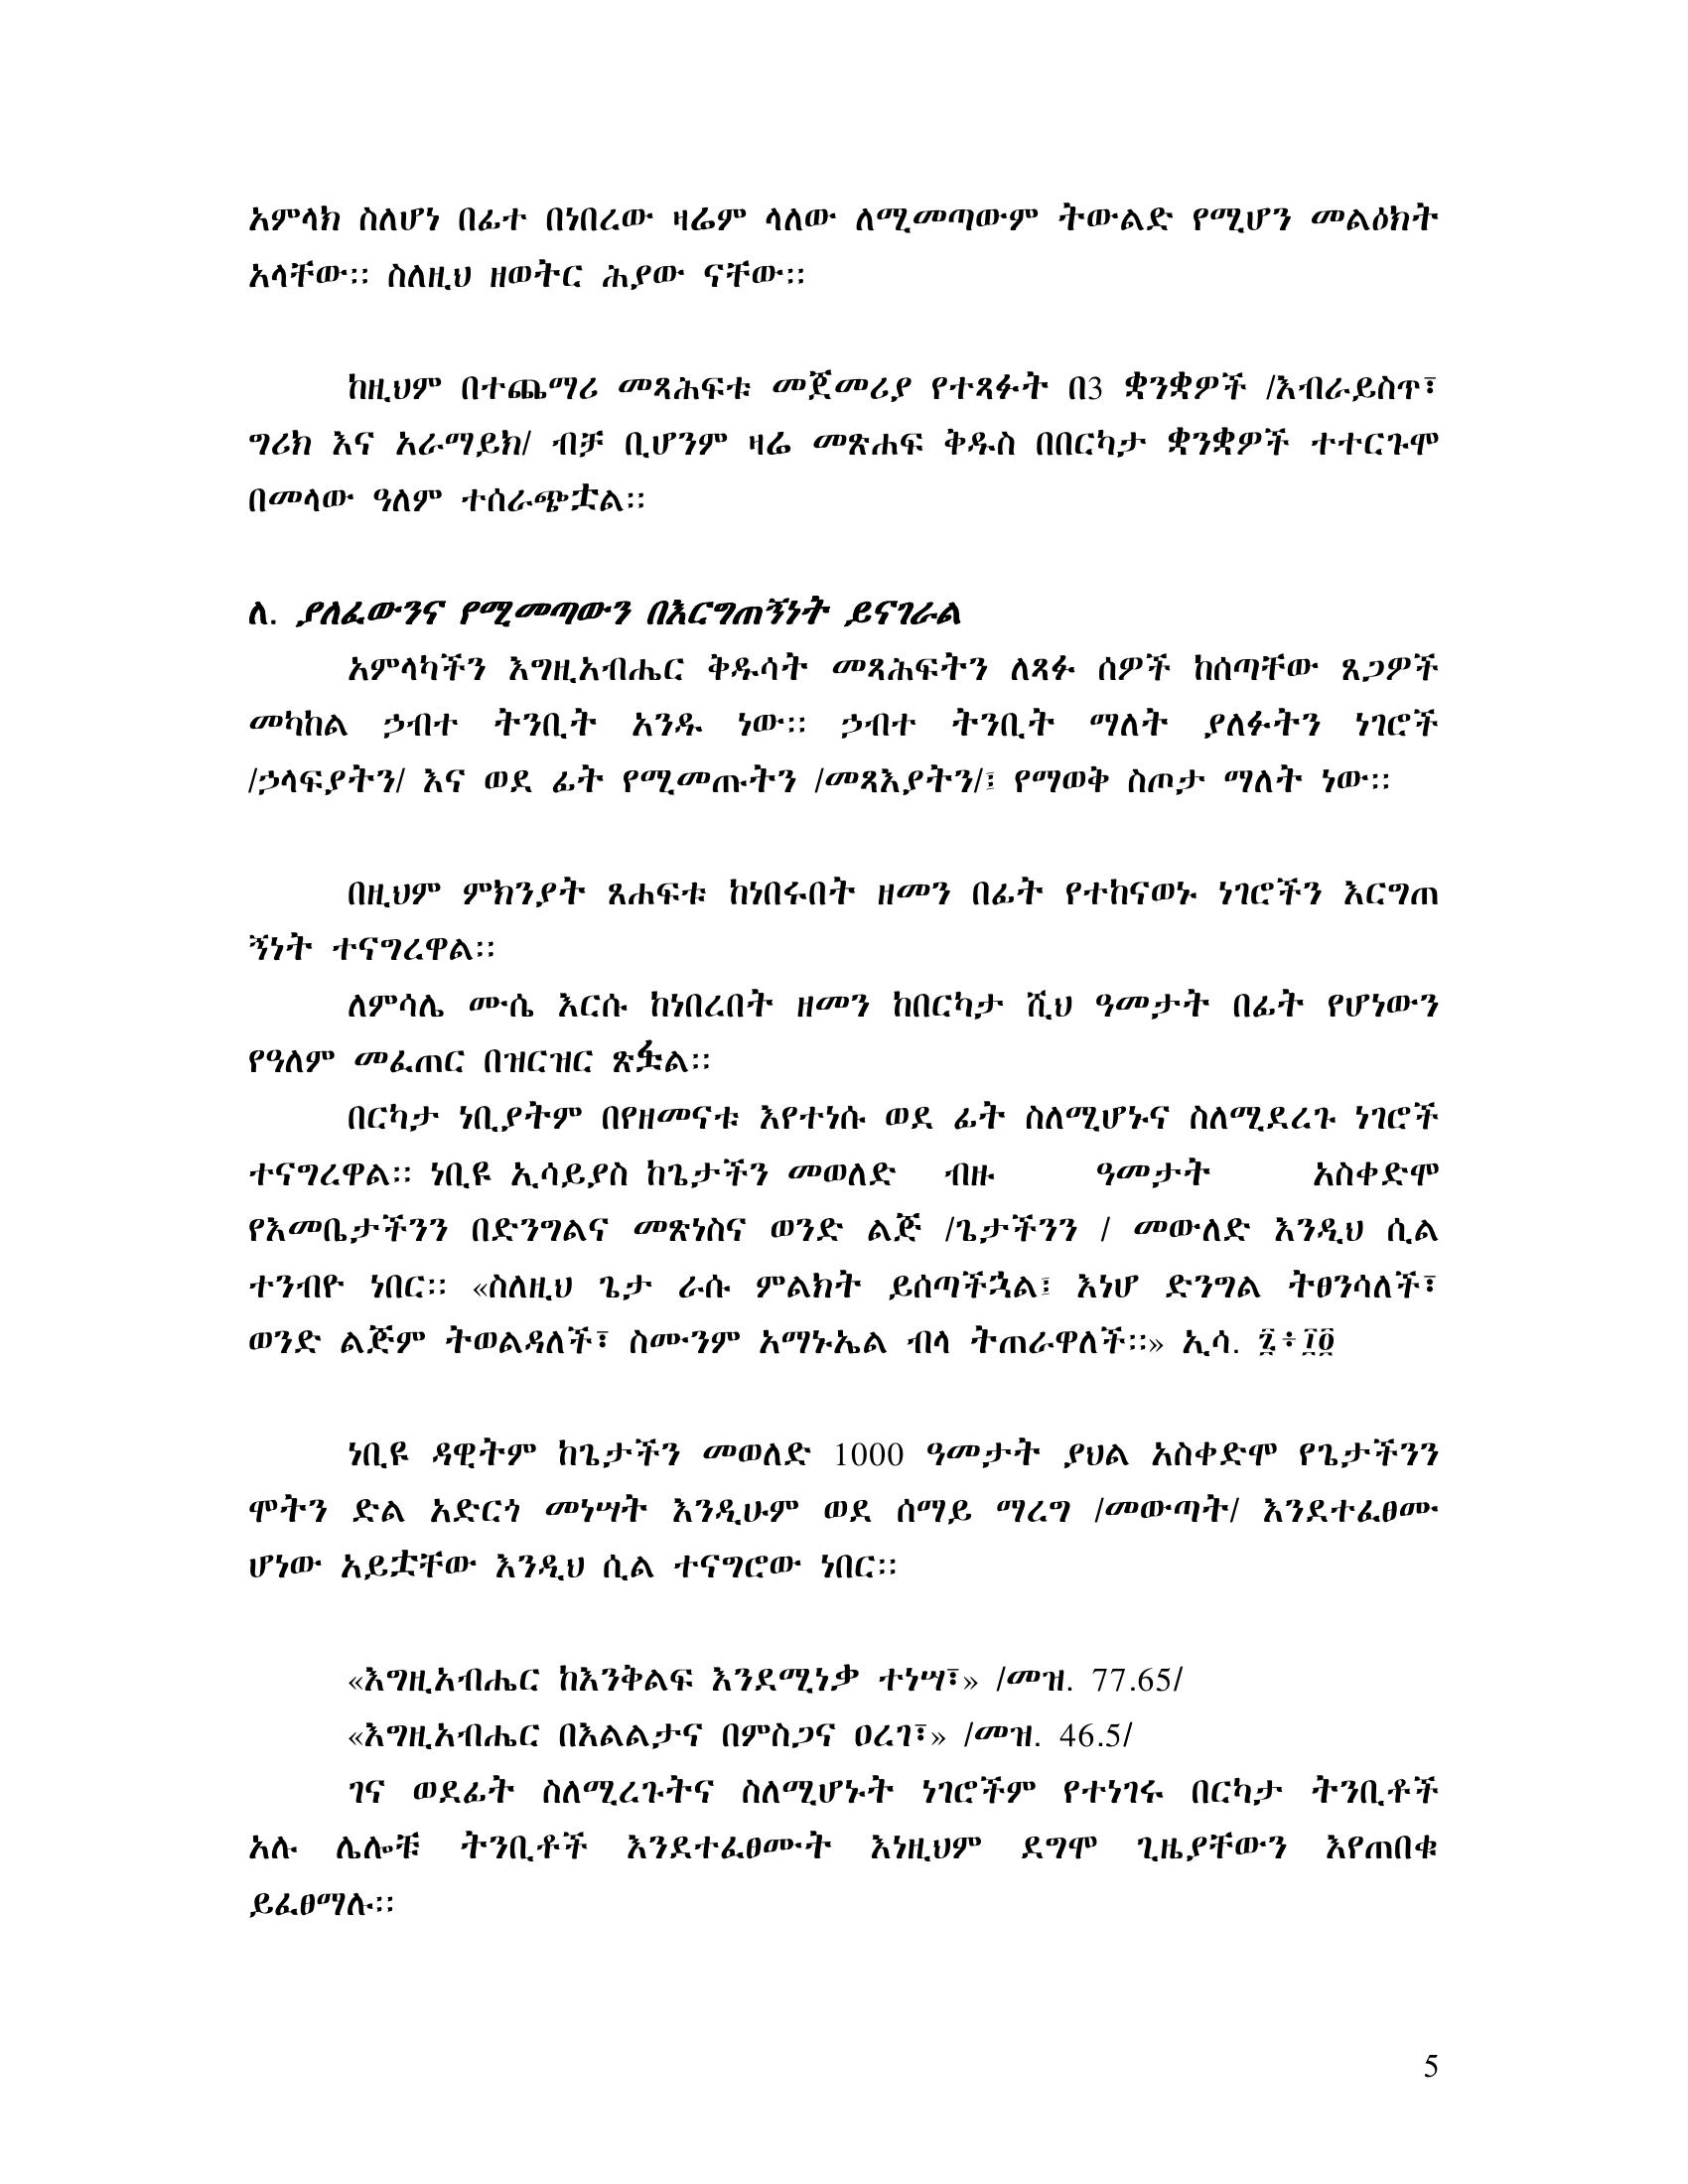 አምላክ ስለሆነ በፊተ በነበረው ዛሬም ላለው ለሚመጣውም ትውልድ የሚሆን መልዕክት
አላቸው፡፡ ስለዚህ ዘወትር ሕያው ናቸው፡፡
ከዚህም በተጨማሪ መጻሕፍቱ መጀመሪያ የተጻፉት በ3 ቋንቋዎች /እብራይስጥ፣
ግሪክ እና አራማይክ/ ብቻ ቢሆንም ዛሬ መጽሐፍ ቅዱስ በበርካታ ቋንቋዎች ተተርጉሞ
በመላው ዓለም ተሰራጭቷል፡፡
ለ. ያለፈውንና የሚመጣውን በእርግጠኝነት ይናገራል
አምላካችን እግዚአብሔር ቅዱሳት መጻሕፍትን ለጻፉ ሰዎች ከሰጣቸው ጸጋዎች
መካከል ኃብተ ትንቢት አንዱ ነው፡፡ ኃብተ ትንቢት ማለት ያለፉትን ነገሮች
/ኃላፍያትን/ እና ወደ ፊት የሚመጡትን /መጻእያትን/፤ የማወቅ ስጦታ ማለት ነው፡፡
በዚህም ምክንያት ጸሐፍቱ ከነበሩበት ዘመን በፊት የተከናወኑ ነገሮችን እርግጠ
ኝነት ተናግረዋል፡፡
ለምሳሌ ሙሴ እርሱ ከነበረበት ዘመን ከበርካታ ሺህ ዓመታት በፊት የሆነውን
የዓለም መፈጠር በዝርዝር ጽፏል፡፡
በርካታ ነቢያትም በየዘመናቱ እየተነሱ ወደ ፊት ስለሚሆኑና ስለሚደረጉ ነገሮች
ተናግረዋል፡፡ ነቢዩ ኢሳይያስ ከጌታችን መወለድ ብዙ ዓመታት አስቀድሞ
የእመቤታችንን በድንግልና መጽነስና ወንድ ልጅ /ጌታችንን / መውለድ እንዲህ ሲል
ተንብዮ ነበር፡፡ «ስለዚህ ጌታ ራሱ ምልክት ይሰጣችኋል፤ እነሆ ድንግል ትፀንሳለች፣
ወንድ ልጅም ትወልዳለች፣ ስሙንም አማኑኤል ብላ ትጠራዋለች፡፡» ኢሳ. ፯÷፲፬
ነቢዩ ዳዊትም ከጌታችን መወለድ 1000 ዓመታት ያህል አስቀድሞ የጌታችንን
ሞትን ድል አድርጎ መነሣት እንዲሁም ወደ ሰማይ ማረግ /መውጣት/ እንደተፈፀሙ
ሆነው አይቷቸው እንዲህ ሲል ተናግሮው ነበር፡፡
«እግዚአብሔር ከእንቅልፍ እንደሚነቃ ተነሣ፣» /መዝ. 77.65/
«እግዚአብሔር በእልልታና በምስጋና ዐረገ፣» /መዝ. 46.5/
ገና ወደፊት ስለሚረጉትና ስለሚሆኑት ነገሮችም የተነገሩ በርካታ ትንቢቶች
አሉ ሌሎቹ ትንቢቶች እንደተፈፀሙት እነዚህም ደግሞ ጊዜያቸውን እየጠበቁ
ይፈፀማሉ፡፡
5